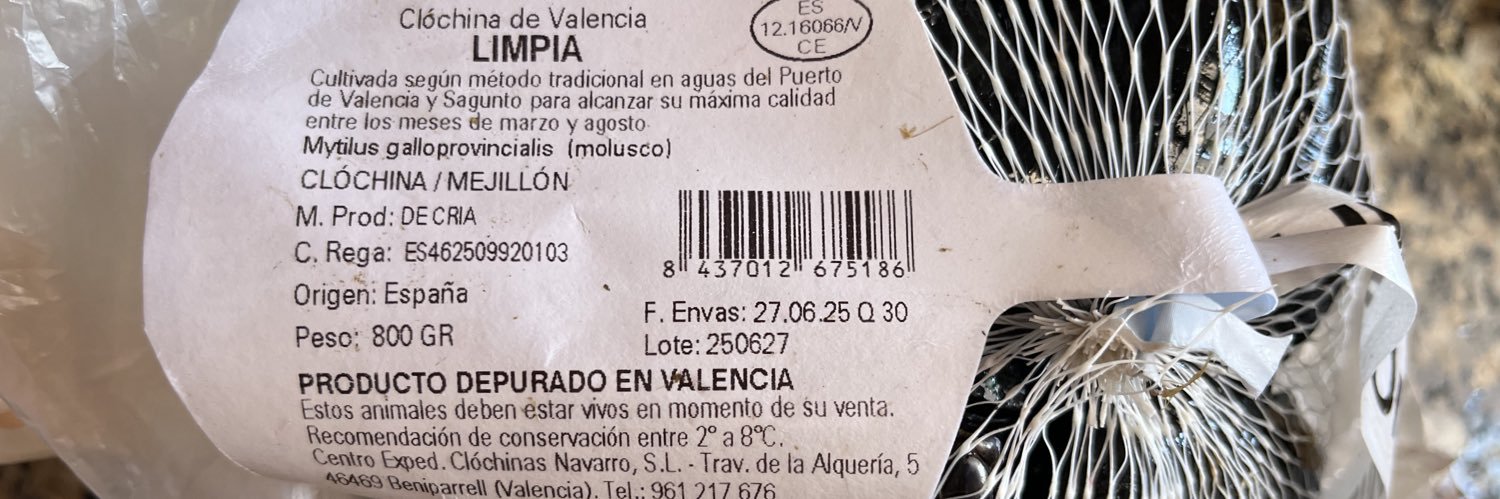 Clóchina de Valencia
LIMPIA
ES
12.16066/V
CE
Cultivada según método tradicional en aguas del Puerto
de Valencia y Sagunto para alcanzar su máxima calidad
entre los meses de marzo y agosto
Mytilus galloprovincialis (molusco)
CLÓCHINA / MEJILLÓN
M. Prod: DE CRIA
C. Rega: ES462509920103
Origen: España
Peso: 800 GR
8 437012 675186
F. Envas: 27.06.25 Q 30
Lote: 250627
PRODUCTO DEPURADO EN VALENCIA
Estos animales deben estar vivos en momento de su venta.
Recomendación de conservación entre 2° a 8°C.
Centro Exped. Clóchinas Navarro, S.L. - Trav. de la Alquería, 5
46469 Beniparrell (Valencia). Tel.: 961 217 676